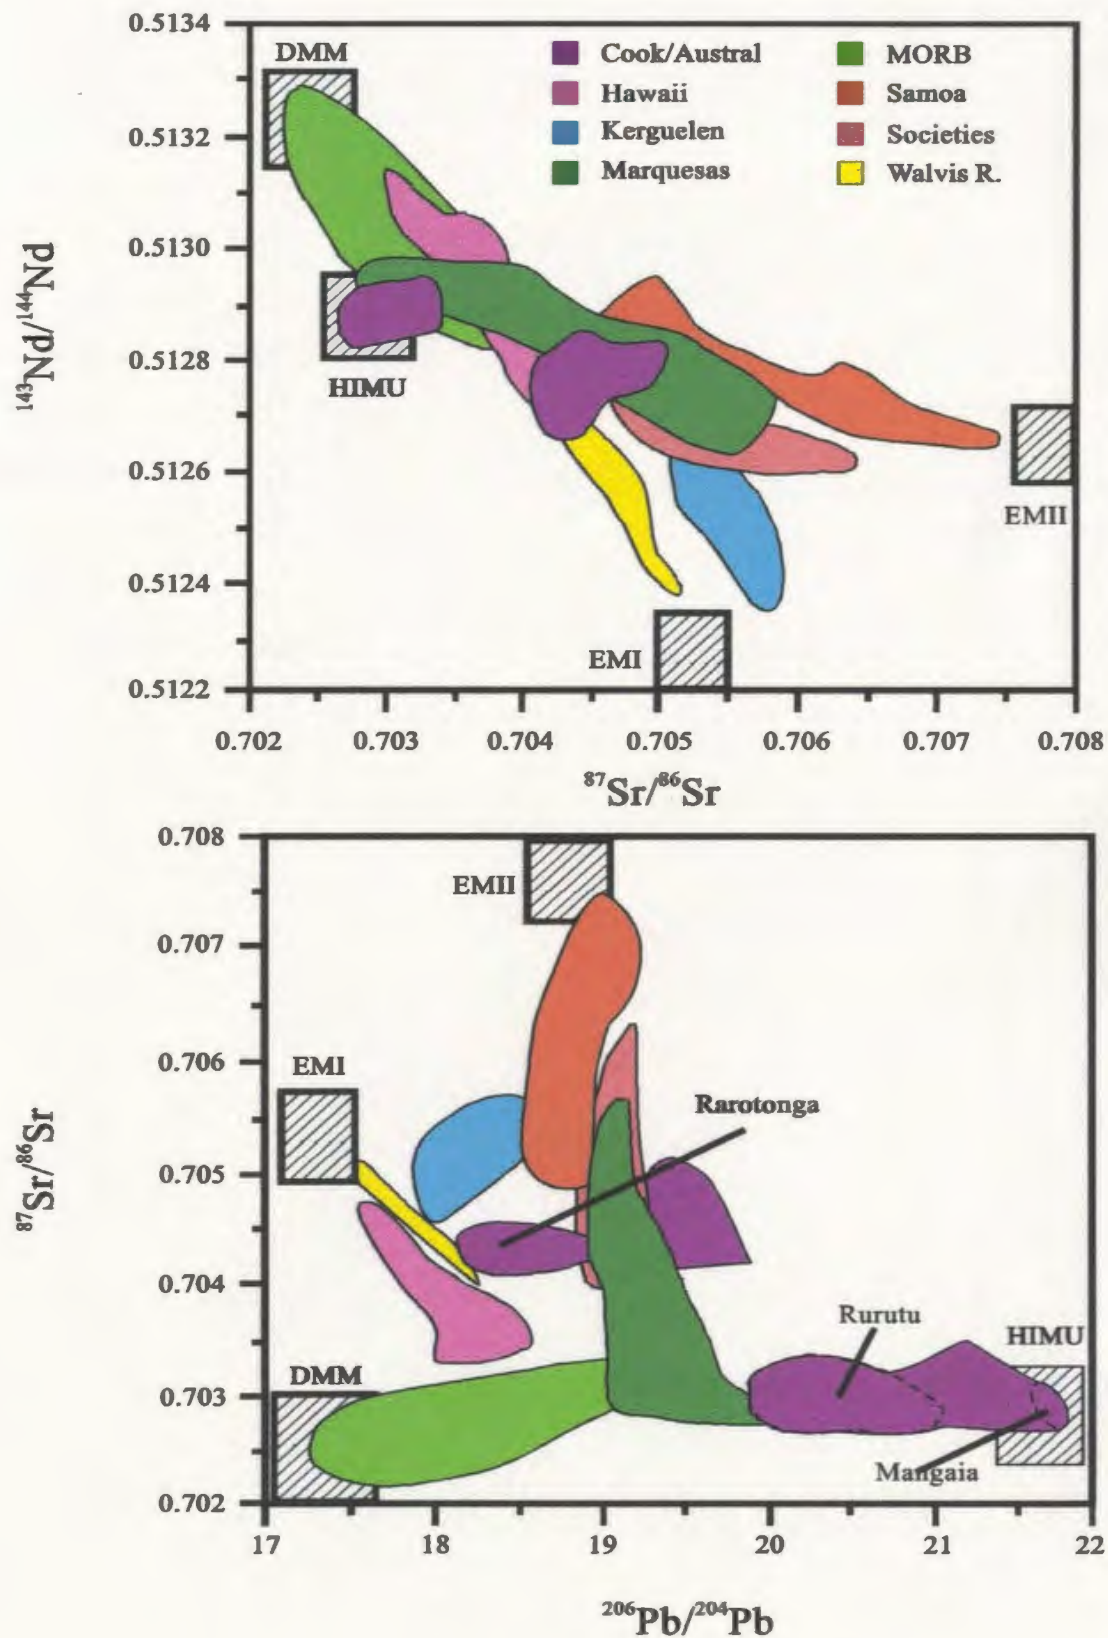 0.5134
0.5132
0.5130
0.5128
0.5126
0.5124
0.5122
¹⁴³Nd/¹⁴⁴Nd
DMM
HIMU
EMI
EMII
Cook/Austral
Hawaii
Kerguelen
Marquesas
MORB
Samoa
Societies
Walvis R.
0.702 0.703 0.704 0.705 0.706 0.707 0.708
⁸⁷Sr/⁸⁶Sr
0.708
0.707
0.706
0.705
0.704
0.703
0.702
⁸⁷Sr/⁸⁶Sr
EMII
EMI
Rarotonga
Rurutu
HIMU
DMM
Mangaia
17 18 19 20 21 22
²⁰⁶Pb/²⁰⁴Pb